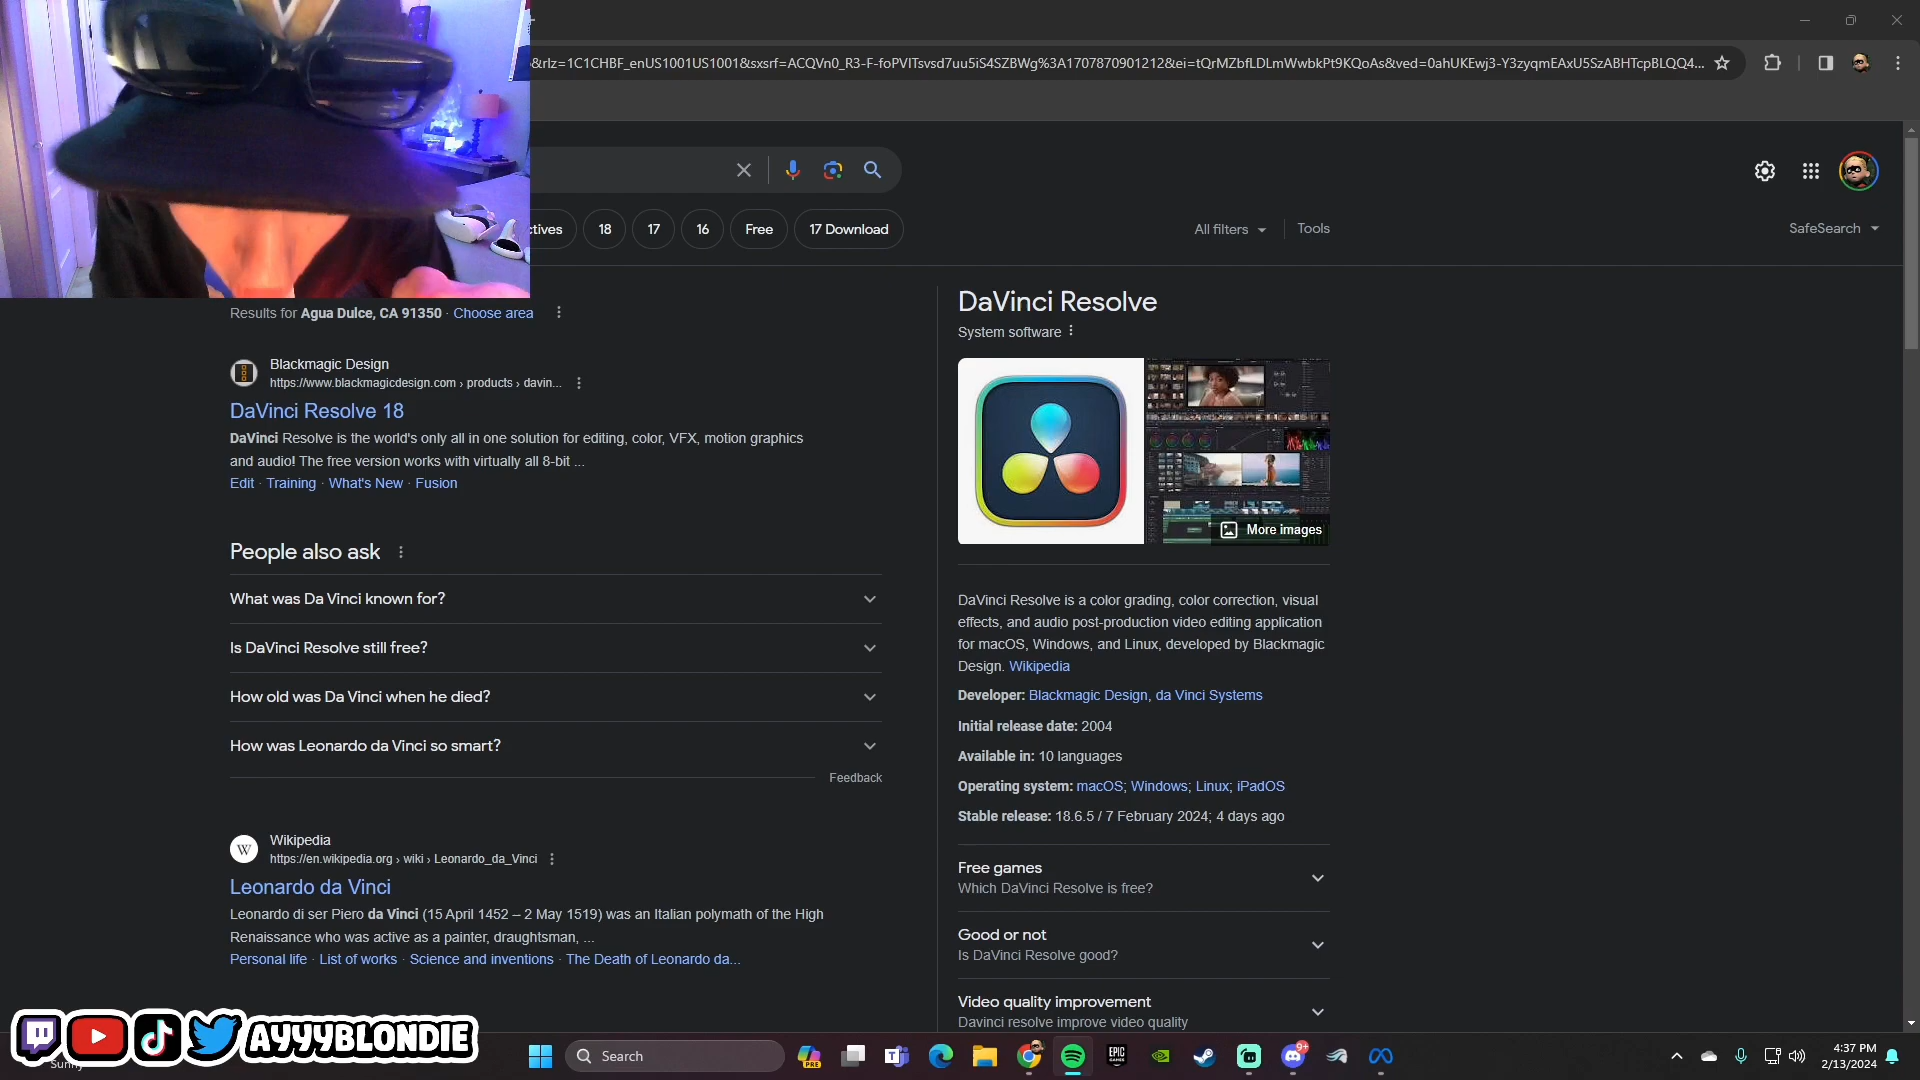 &rlz=1C1CHBF_enUS1001US1001&sxsrf=ACQVn0_R3-F-foPVITsvsd7uu5iS4SZBWg%3A1707870901212&ei=tQrMZbfLDLmWwbkPt9KQoAs&ved=0ahUKEwj3-Y3zyqmEAxU5SzABHTcpBLQQ4...
ctives
18
17
16
Free
17 Download
All filters
Tools
SafeSearch
Results for Agua Dulce, CA 91350 · Choose area
Blackmagic Design
https://www.blackmagicdesign.com › products › davin...
DaVinci Resolve 18
DaVinci Resolve is the world's only all in one solution for editing, color, VFX, motion graphics
and audio! The free version works with virtually all 8-bit ...
Edit · Training · What's New · Fusion
People also ask
What was Da Vinci known for?
Is DaVinci Resolve still free?
How old was Da Vinci when he died?
How was Leonardo da Vinci so smart?
Feedback
Wikipedia
https://en.wikipedia.org › wiki › Leonardo_da_Vinci
Leonardo da Vinci
Leonardo di ser Piero da Vinci (15 April 1452 – 2 May 1519) was an Italian polymath of the High
Renaissance who was active as a painter, draughtsman, ...
Personal life · List of works · Science and inventions · The Death of Leonardo da...
DaVinci Resolve
System software
More images
DaVinci Resolve is a color grading, color correction, visual
effects, and audio post-production video editing application
for macOS, Windows, and Linux, developed by Blackmagic
Design. Wikipedia
Developer: Blackmagic Design, da Vinci Systems
Initial release date: 2004
Available in: 10 languages
Operating system: macOS; Windows; Linux; iPadOS
Stable release: 18.6.5 / 7 February 2024; 4 days ago
Free games
Which DaVinci Resolve is free?
Good or not
Is DaVinci Resolve good?
Video quality improvement
Davinci resolve improve video quality
AYYYBLONDIE
Sunny
Search
PRE
EPIC GAMES
9+
4:37 PM
2/13/2024